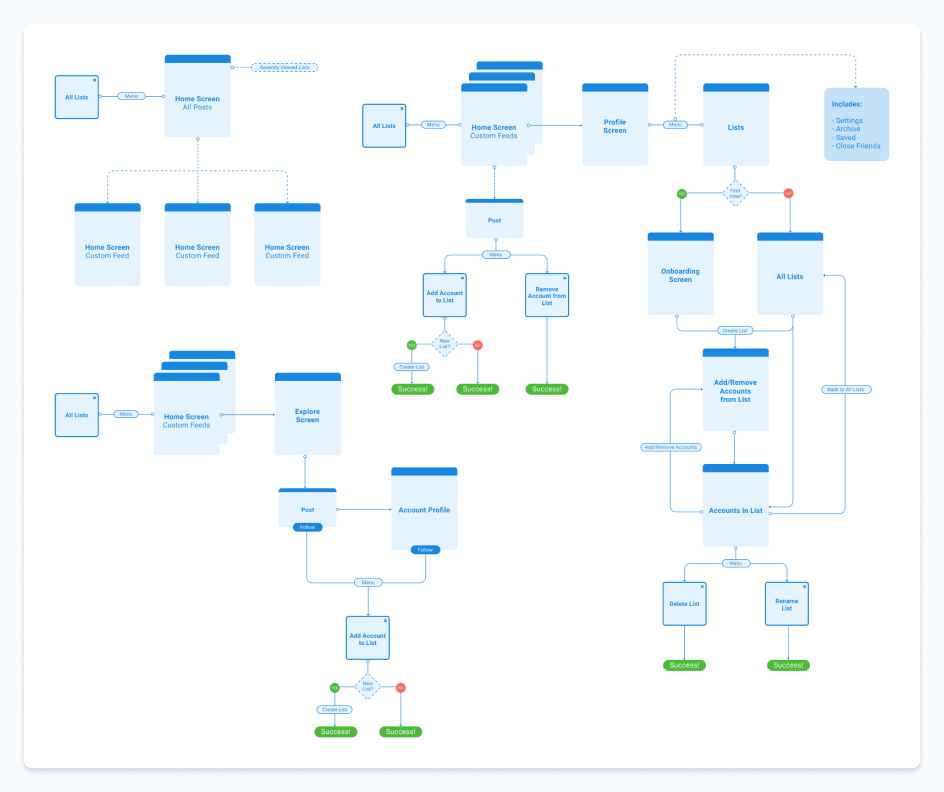 Recently Viewed Lists
All Lists
Menu
Home Screen
All Posts
Home Screen
Custom Feed
Home Screen
Custom Feed
Home Screen
Custom Feed
All Lists
Menu
Home Screen
Custom Feeds
Profile
Screen
Menu
Lists
Includes:
- Settings
- Archive
- Saved
- Close Friends
Post
Menu
Add Account
to List
Remove
Account from
List
New
List?
YES
NO
Create List
Success!
Success!
Success!
First
time?
YES
NO
Onboarding
Screen
All Lists
Create List
Add/Remove
Accounts
from List
Back to All Lists
Add/Remove Accounts
Accounts in List
Menu
Delete List
Rename
List
Success!
Success!
All Lists
Menu
Home Screen
Custom Feeds
Explore
Screen
Post
Follow
Account Profile
Follow
Menu
Add Account
to List
New
List?
YES
NO
Create List
Success!
Success!